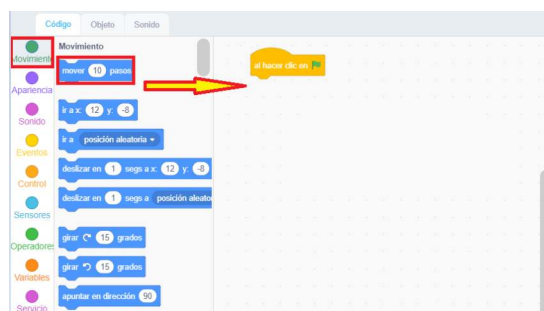 Código Objeto Sonido
Movimiento
Apariencia
Sonido
Eventos
Control
Sensores
Operadores
Variables
Servicio
Movimiento
mover 10 pasos
ir a x: 12 y: -8
ir a posición aleatoria
deslizar en 1 segs a x: 12 y: -8
deslizar en 1 segs a posición aleato
girar 15 grados
girar 15 grados
apuntar en dirección 90
al hacer clic en